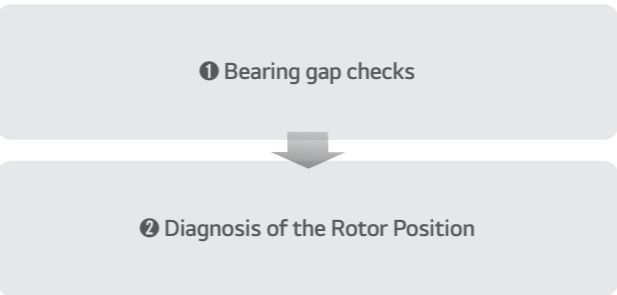 ❶ Bearing gap checks
❷ Diagnosis of the Rotor Position